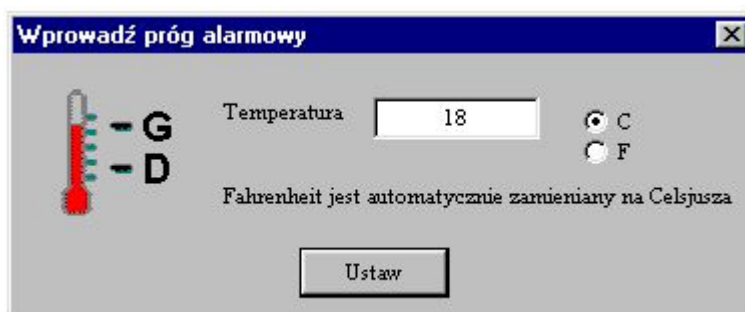 Wprowadź próg alarmowy
- G
- D
Temperatura
18
C
F
Fahrenheit jest automatycznie zamieniany na Celsjusza
Ustaw